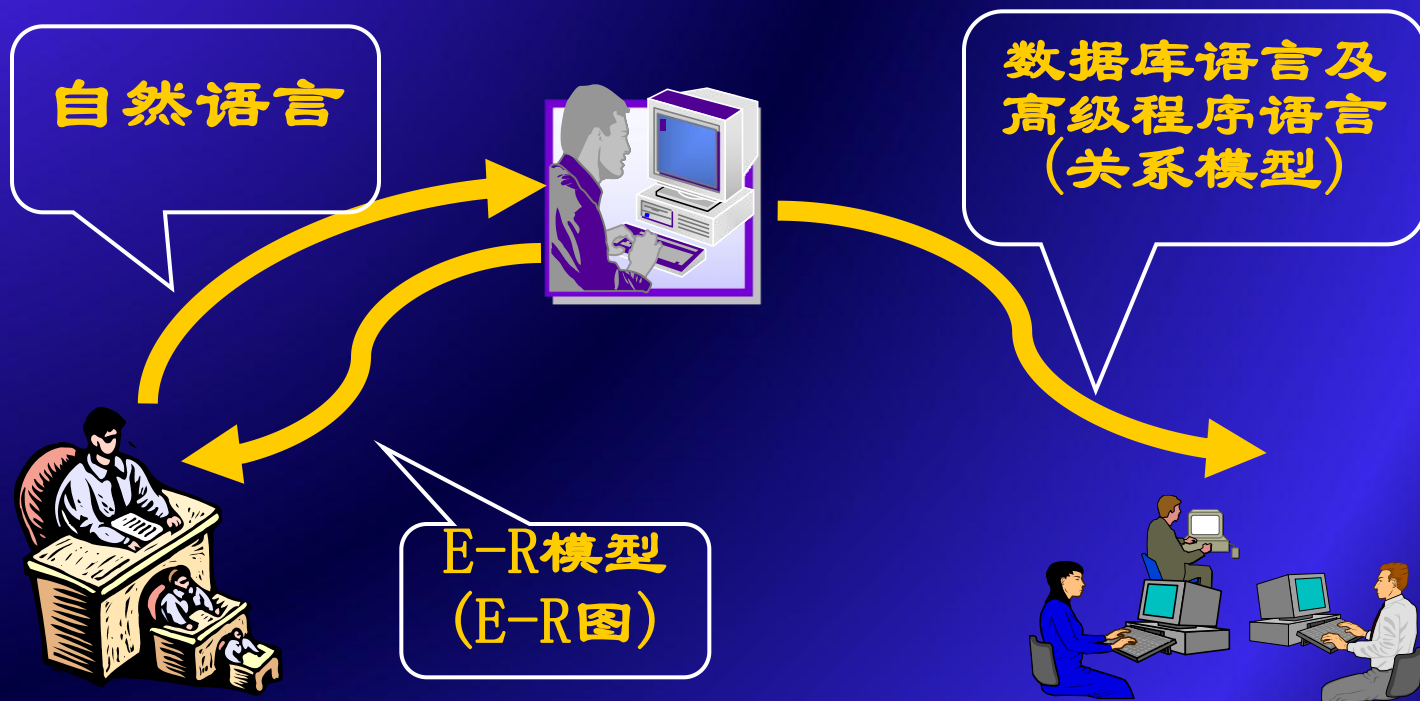 自然语言
数据库语言及
高级程序语言
(关系模型)
E-R模型
(E-R图)